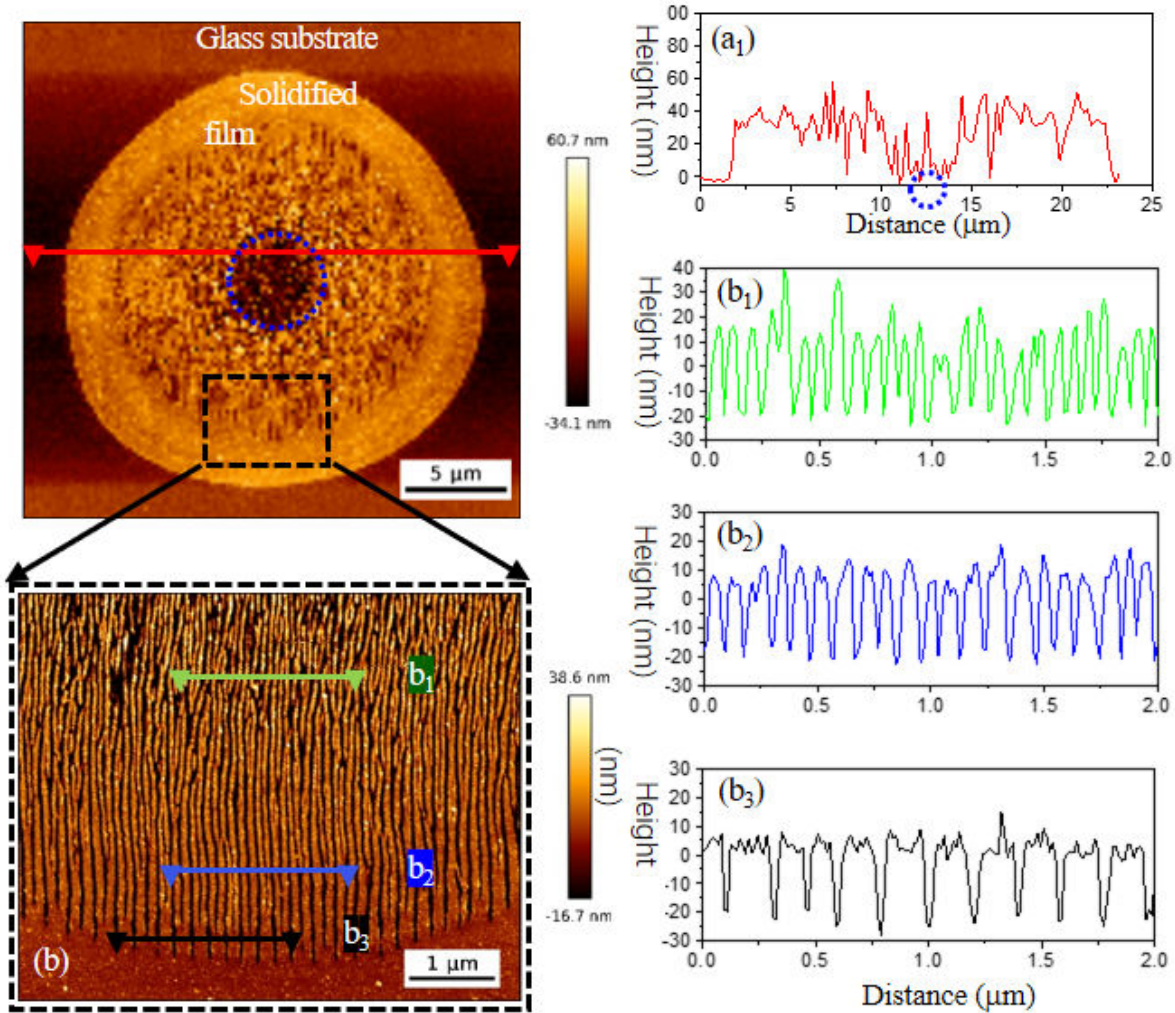 Glass substrate
Solidified
film
5 μm
60.7 nm
-34.1 nm
(a1)
Height (nm)
00
80
60
40
20
0
0 5 10 15 20 25
Distance (μm)
(b1)
Height (nm)
40
30
20
10
0
-10
-20
-30
0.0 0.5 1.0 1.5 2.0
(b2)
Height (nm)
30
20
10
0
-10
-20
-30
0.0 0.5 1.0 1.5 2.0
b1
b2
b3
(b)
1 μm
38.6 nm
-16.7 nm
(nm)
Height
(b3)
30
20
10
0
-10
-20
-30
0.0 0.5 1.0 1.5 2.0
Distance (μm)